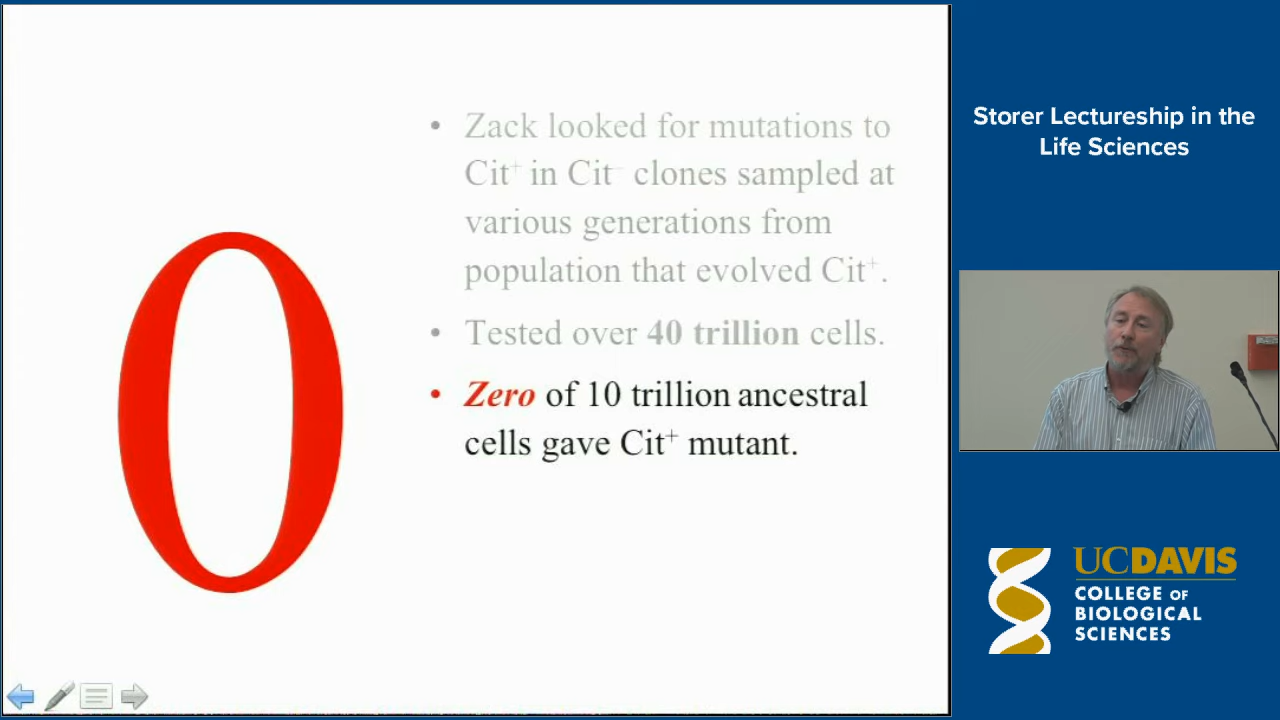 0
• Zack looked for mutations to
Cit⁺ in Cit⁻ clones sampled at
various generations from
population that evolved Cit⁺.
• Tested over 40 trillion cells.
• Zero of 10 trillion ancestral
cells gave Cit⁺ mutant.
Storer Lectureship in the
Life Sciences
UCDAVIS
COLLEGE OF
BIOLOGICAL
SCIENCES